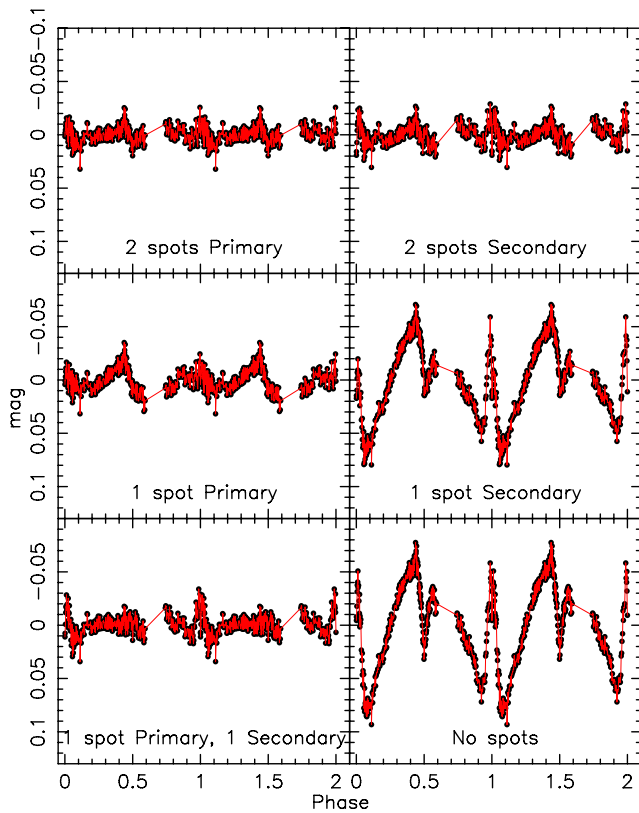 −0.1
−0.05
0
0.05
0.1
2 spots Primary
2 spots Secondary
−0.05
0
0.05
0.1
mag
1 spot Primary
1 spot Secondary
−0.05
0
0.05
0.1
1 spot Primary, 1 Secondary
No spots
0 0.5 1 1.5 2
0 0.5 1 1.5 2
Phase